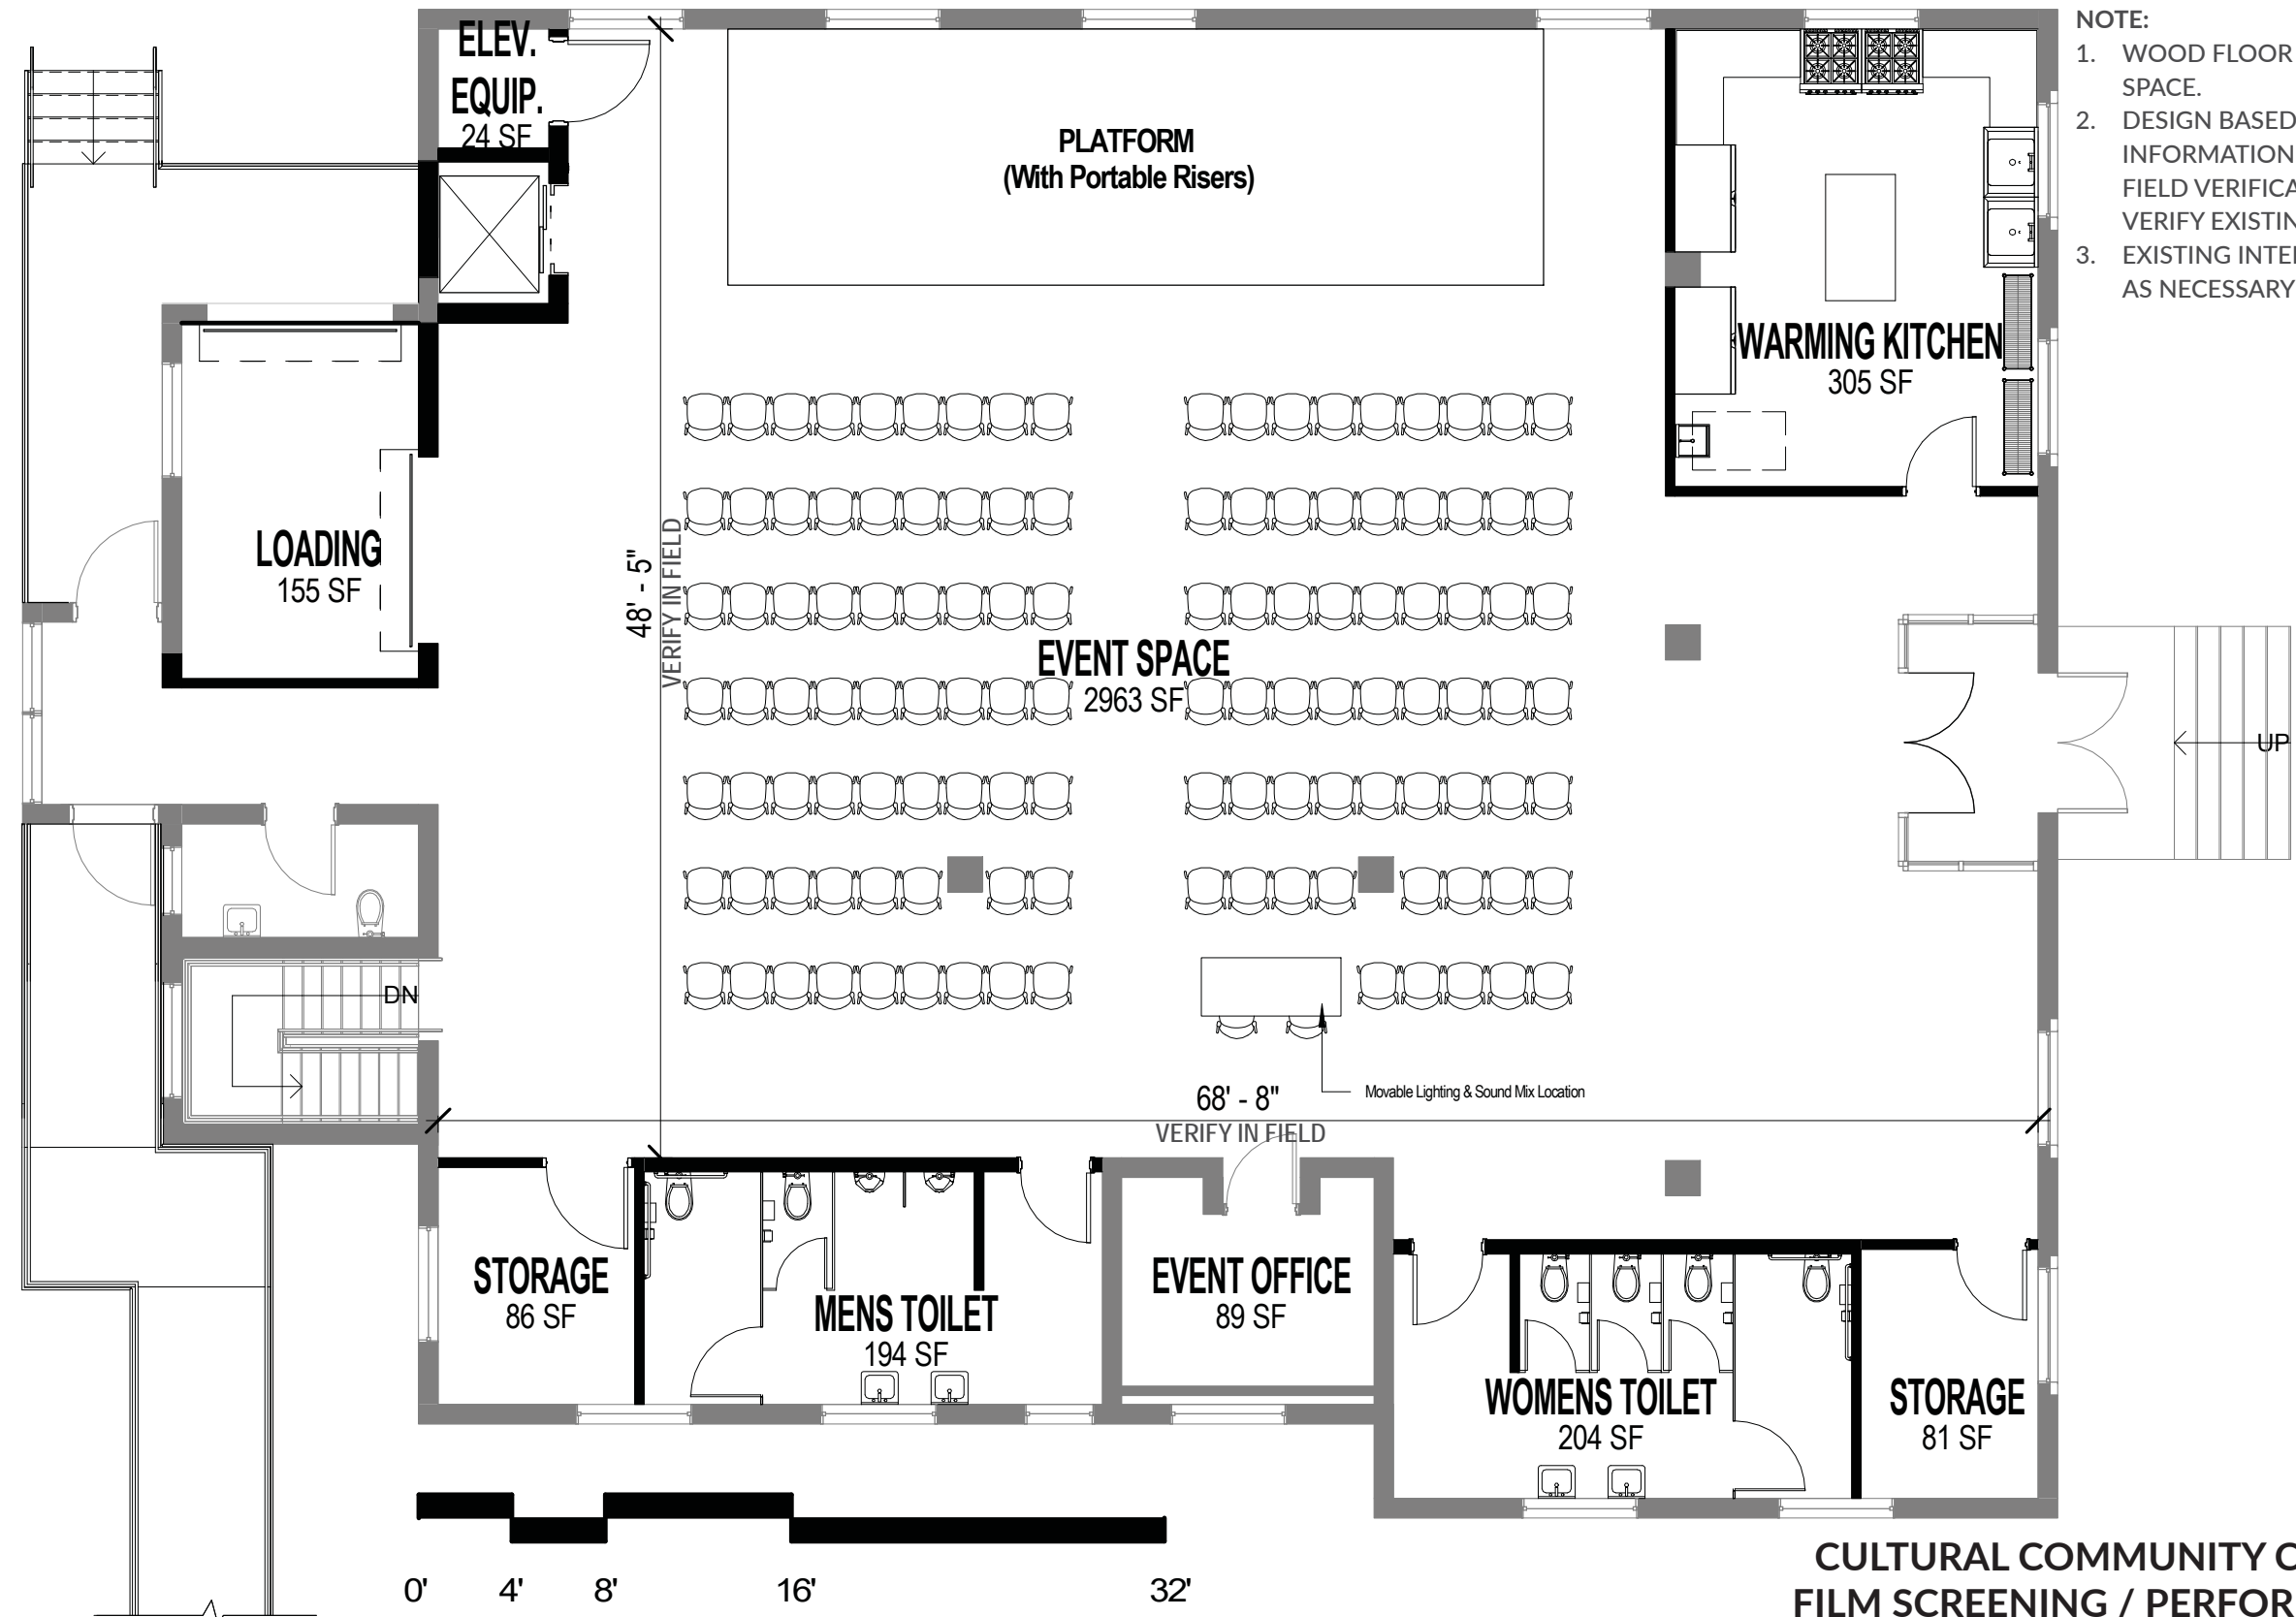 NOTE:
1. WOOD FLOOR
SPACE.
2. DESIGN BASED
INFORMATION
FIELD VERIFICA
VERIFY EXISTIN
3. EXISTING INTE
AS NECESSARY
ELEV.
EQUIP.
24 SF
PLATFORM
(With Portable Risers)
WARMING KITCHEN
305 SF
LOADING
155 SF
48' - 5"
VERIFY IN FIELD
EVENT SPACE
2963 SF
UP
DN
Movable Lighting & Sound Mix Location
68' - 8"
VERIFY IN FIELD
STORAGE
86 SF
MENS TOILET
194 SF
EVENT OFFICE
89 SF
WOMENS TOILET
204 SF
STORAGE
81 SF
0' 4' 8' 16' 32'
CULTURAL COMMUNITY C
FILM SCREENING / PERFOR